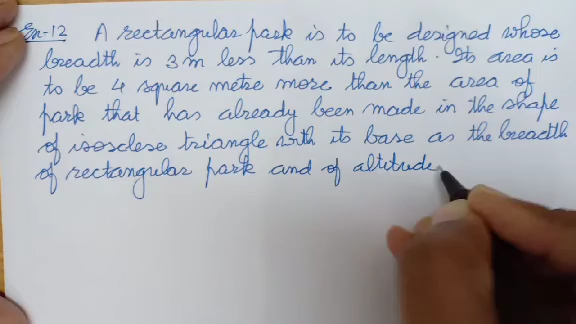 Ex-12 A rectangular park is to be designed whose
breadth is 3 m less than its length. Its area is
to be 4 square metre more than the area of
park that has already been made in the shape
of isosclese triangle with its base as the breadth
of rectangular park and of altitude